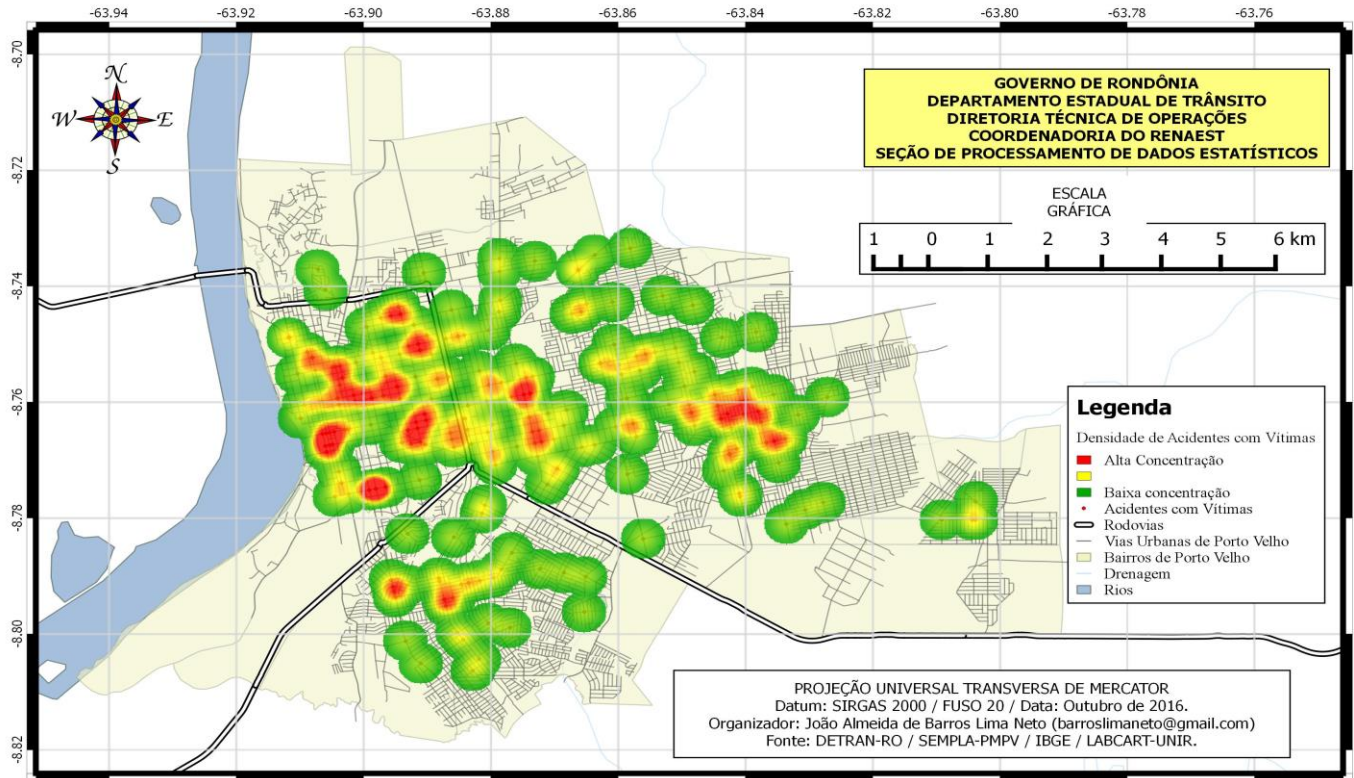 -63.94 -63.92 -63.90 -63.88 -63.86 -63.84 -63.82 -63.80 -63.78 -63.76
-8.70
-8.72
-8.74
-8.76
-8.78
-8.80
-8.82
N
W E
S
GOVERNO DE RONDÔNIA
DEPARTAMENTO ESTADUAL DE TRÂNSITO
DIRETORIA TÉCNICA DE OPERAÇÕES
COORDENADORIA DO RENAEST
SEÇÃO DE PROCESSAMENTO DE DADOS ESTATÍSTICOS
ESCALA
GRÁFICA
1 0 1 2 3 4 5 6 km
Legenda
Densidade de Acidentes com Vítimas
Alta Concentração
Baixa concentração
Acidentes com Vítimas
Rodovias
Vias Urbanas de Porto Velho
Bairros de Porto Velho
Drenagem
Rios
PROJEÇÃO UNIVERSAL TRANSVERSA DE MERCATOR
Datum: SIRGAS 2000 / FUSO 20 / Data: Outubro de 2016.
Organizador: João Almeida de Barros Lima Neto (barroslimaneto@gmail.com)
Fonte: DETRAN-RO / SEMPLA-PMPV / IBGE / LABCART-UNIR.